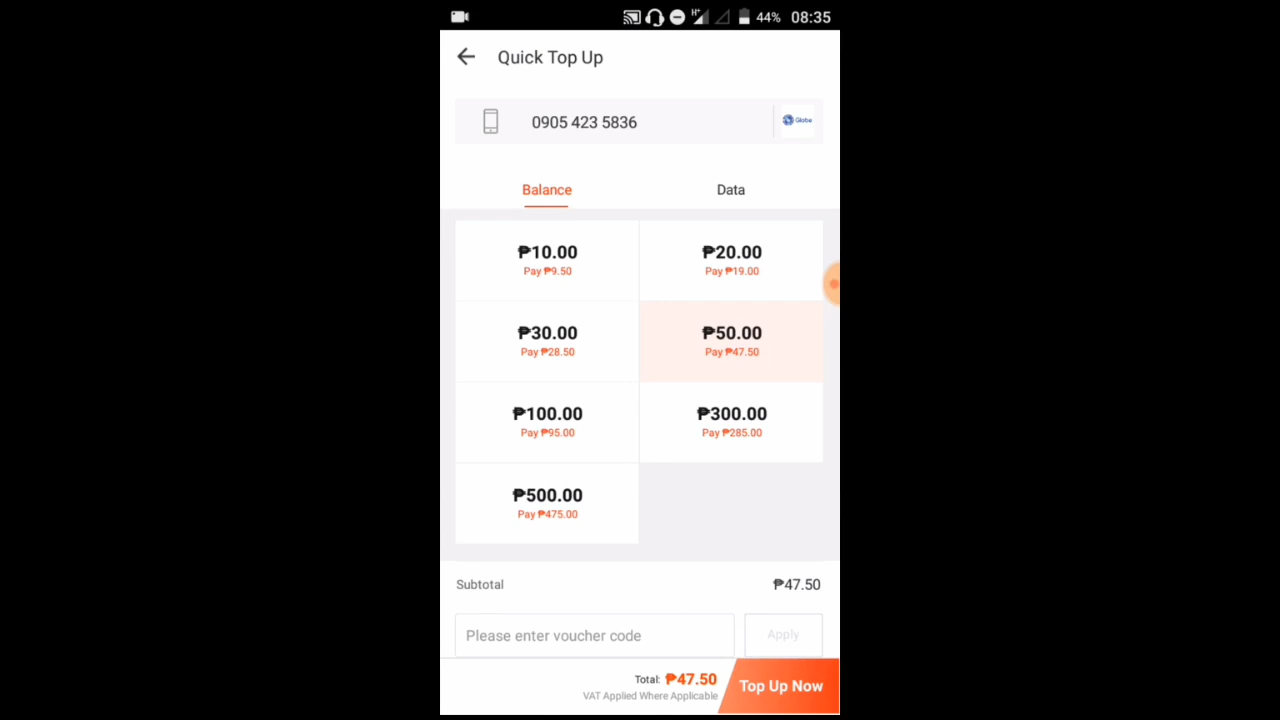 H+ 44% 08:35
Quick Top Up
0905 423 5836 Globe
Balance Data
₱10.00 ₱20.00
Pay ₱9.50 Pay ₱19.00
₱30.00 ₱50.00
Pay ₱28.50 Pay ₱47.50
₱100.00 ₱300.00
Pay ₱95.00 Pay ₱285.00
₱500.00
Pay ₱475.00
Subtotal ₱47.50
Please enter voucher code Apply
Total: ₱47.50
VAT Applied Where Applicable
Top Up Now